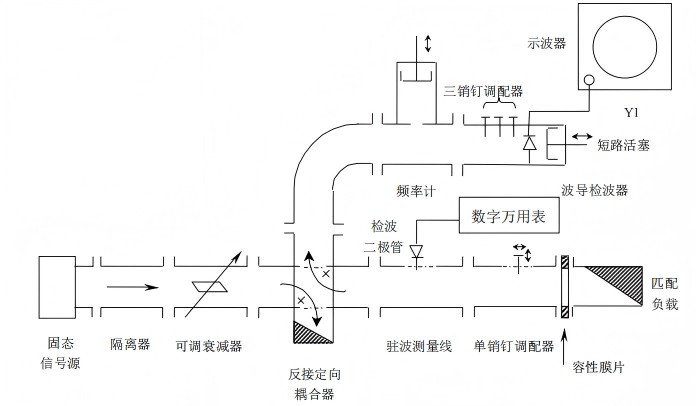 示波器
三销钉调配器
Y1
短路活塞
频率计
波导检波器
检波
二极管
数字万用表
匹配
负载
固态
信号源
隔离器
可调衰减器
反接定向
耦合器
驻波测量线
单销钉调配器
容性膜片